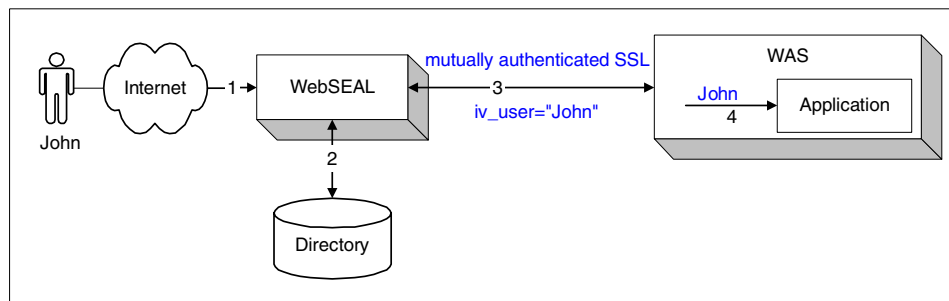 John
Internet
1
WebSEAL
2
Directory
mutually authenticated SSL
3
iv_user="John"
WAS
John
4
Application